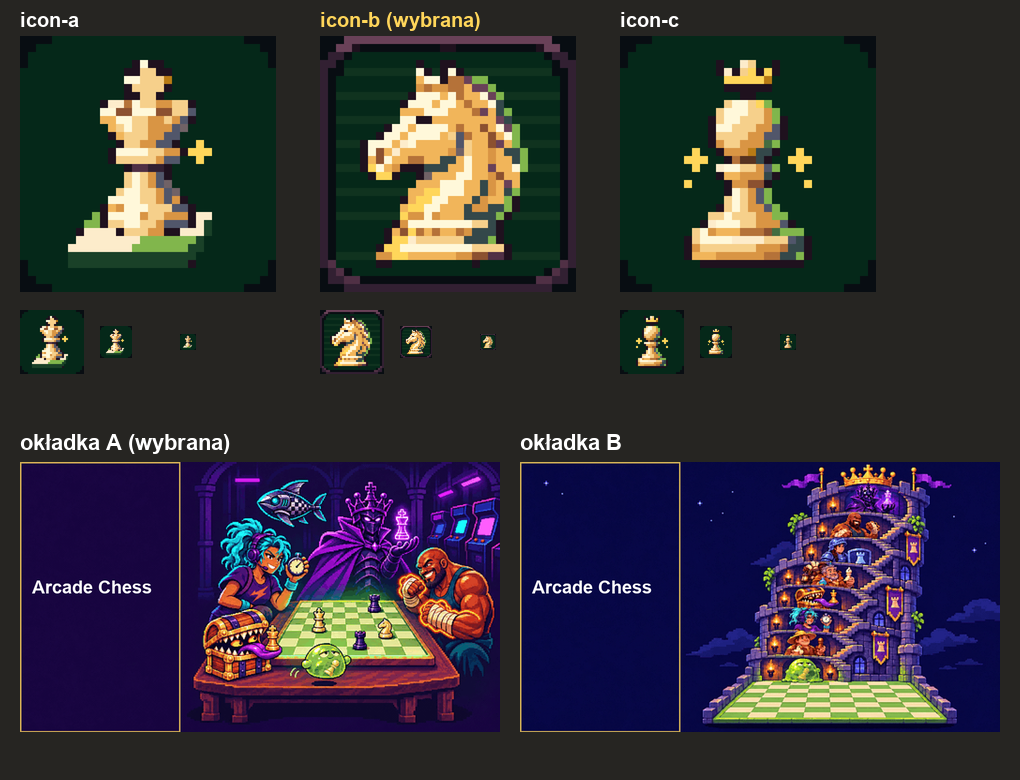 icon-a
icon-b (wybrana)
icon-c
okładka A (wybrana)
okładka B
Arcade Chess
Arcade Chess